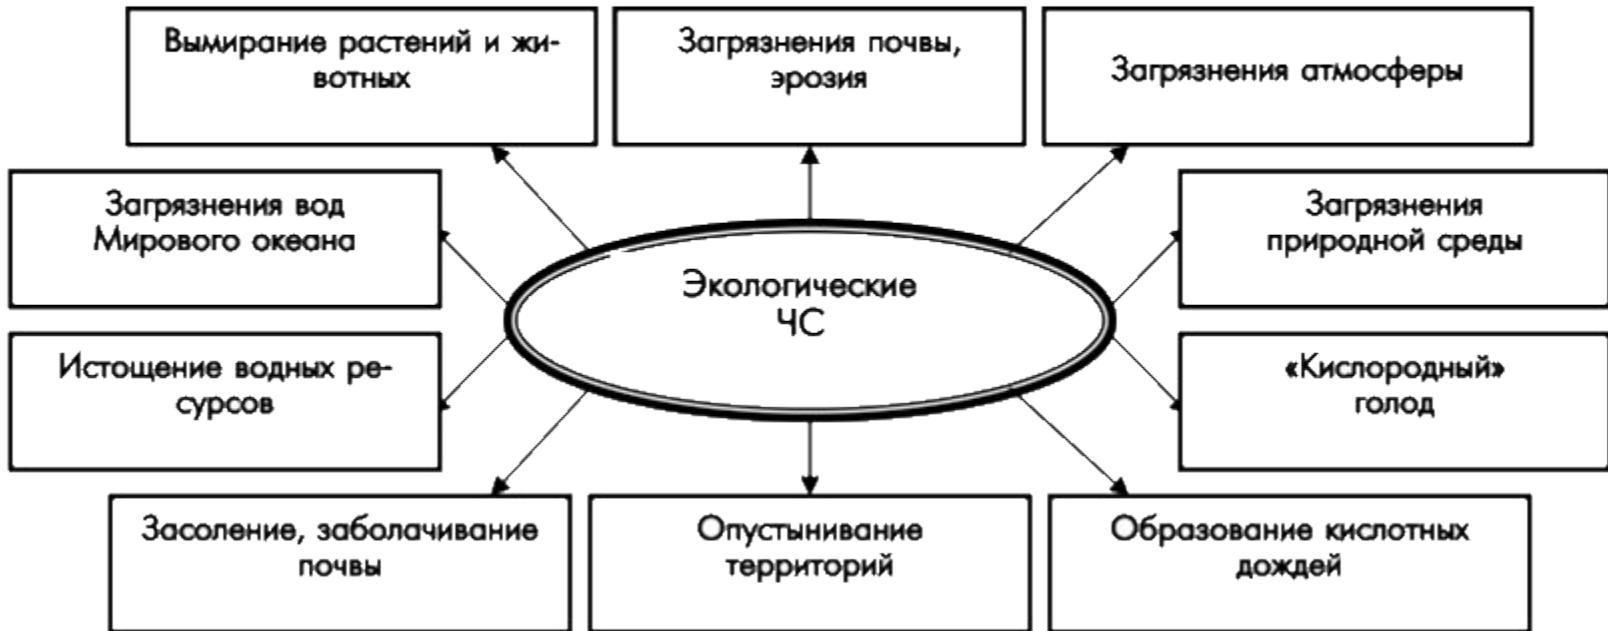 Вымирание растений и жи-
вотных
Загрязнения почвы,
эрозия
Загрязнения атмосферы
Загрязнения вод
Мирового океана
Загрязнения
природной среды
Экологические
ЧС
Истощение водных ре-
сурсов
«Кислородный»
голод
Засоление, заболачивание
почвы
Опустынивание
территорий
Образование кислотных
дождей